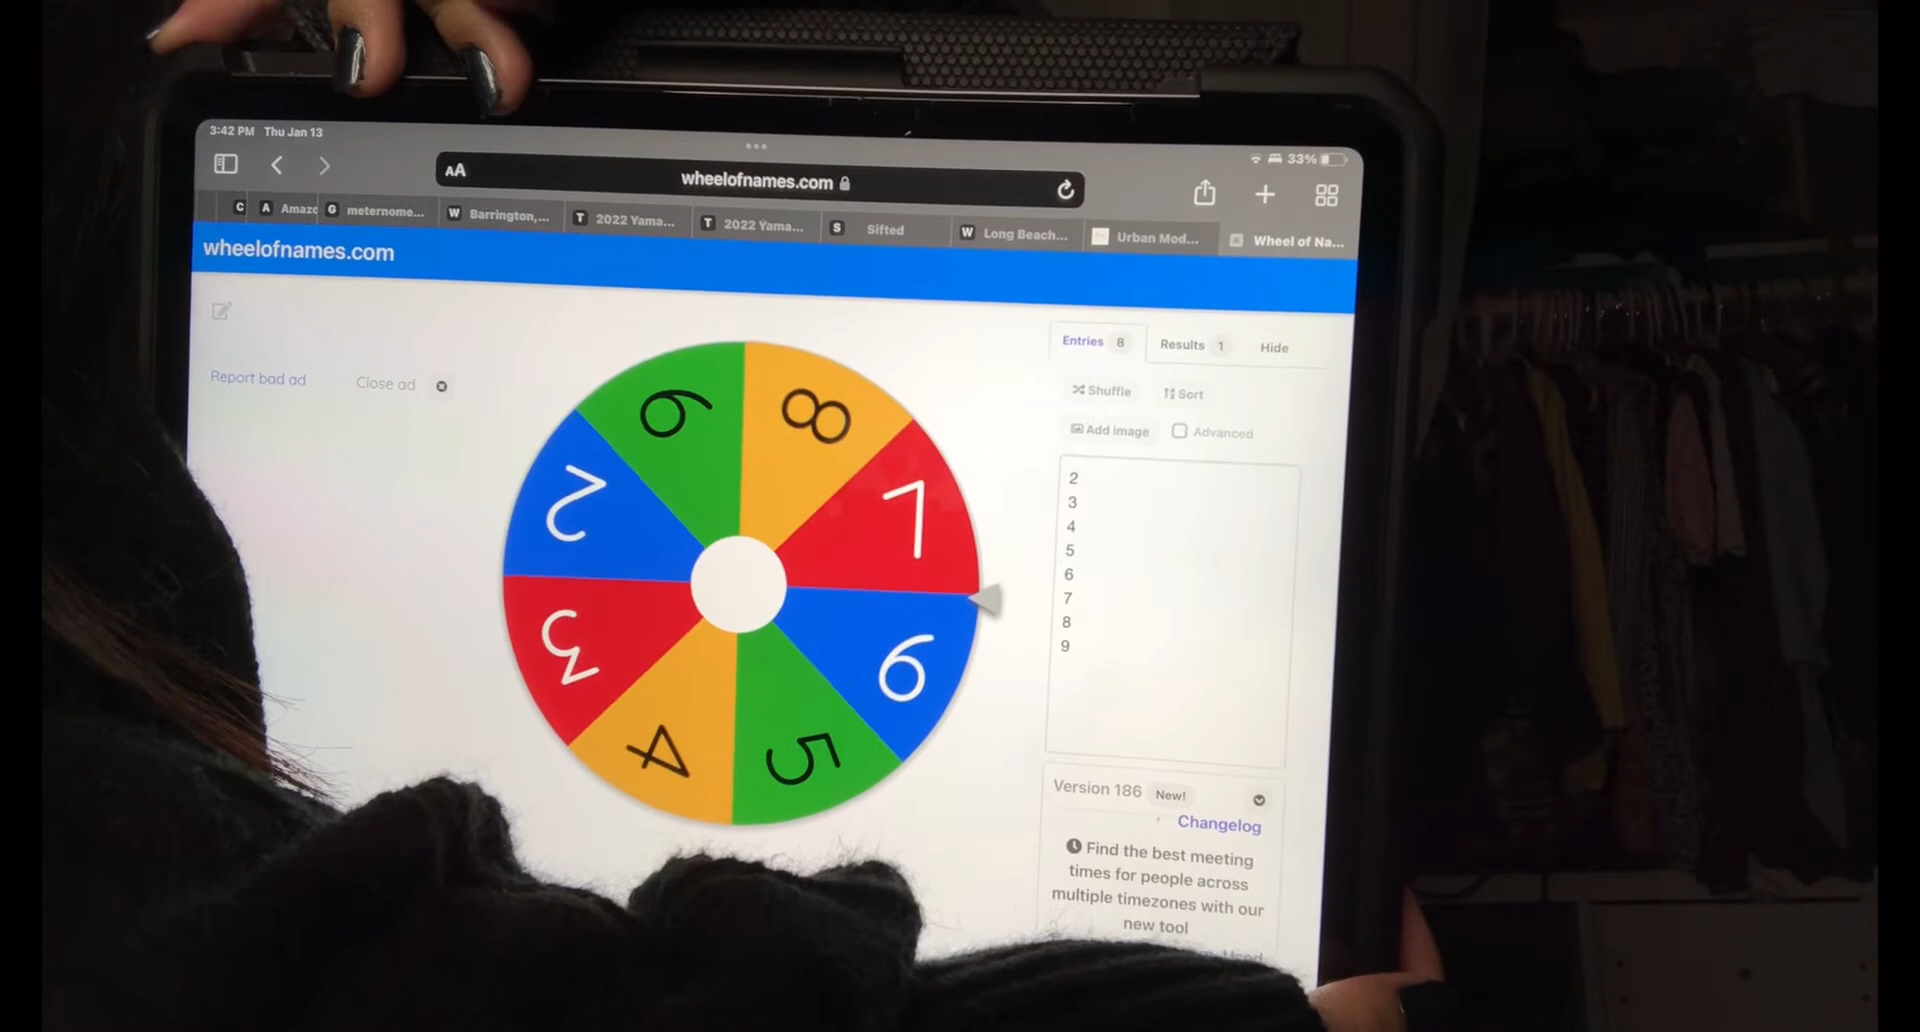 3:42 PM Thu Jan 13
33%
AA wheelofnames.com
C A Amazo G meternome... W Barrington,... T 2022 Yama... T 2022 Yama... S Sifted W Long Beach... Urban Mod... Wheel of Na...
wheelofnames.com
Entries 8 Results 1 Hide
Report bad ad Close ad
Shuffle Sort
Add image Advanced
8
7
9
5
4
3
2
6
2
3
4
5
6
7
8
9
Version 186 New!
Changelog
Find the best meeting
times for people across
multiple timezones with our
new tool
Used